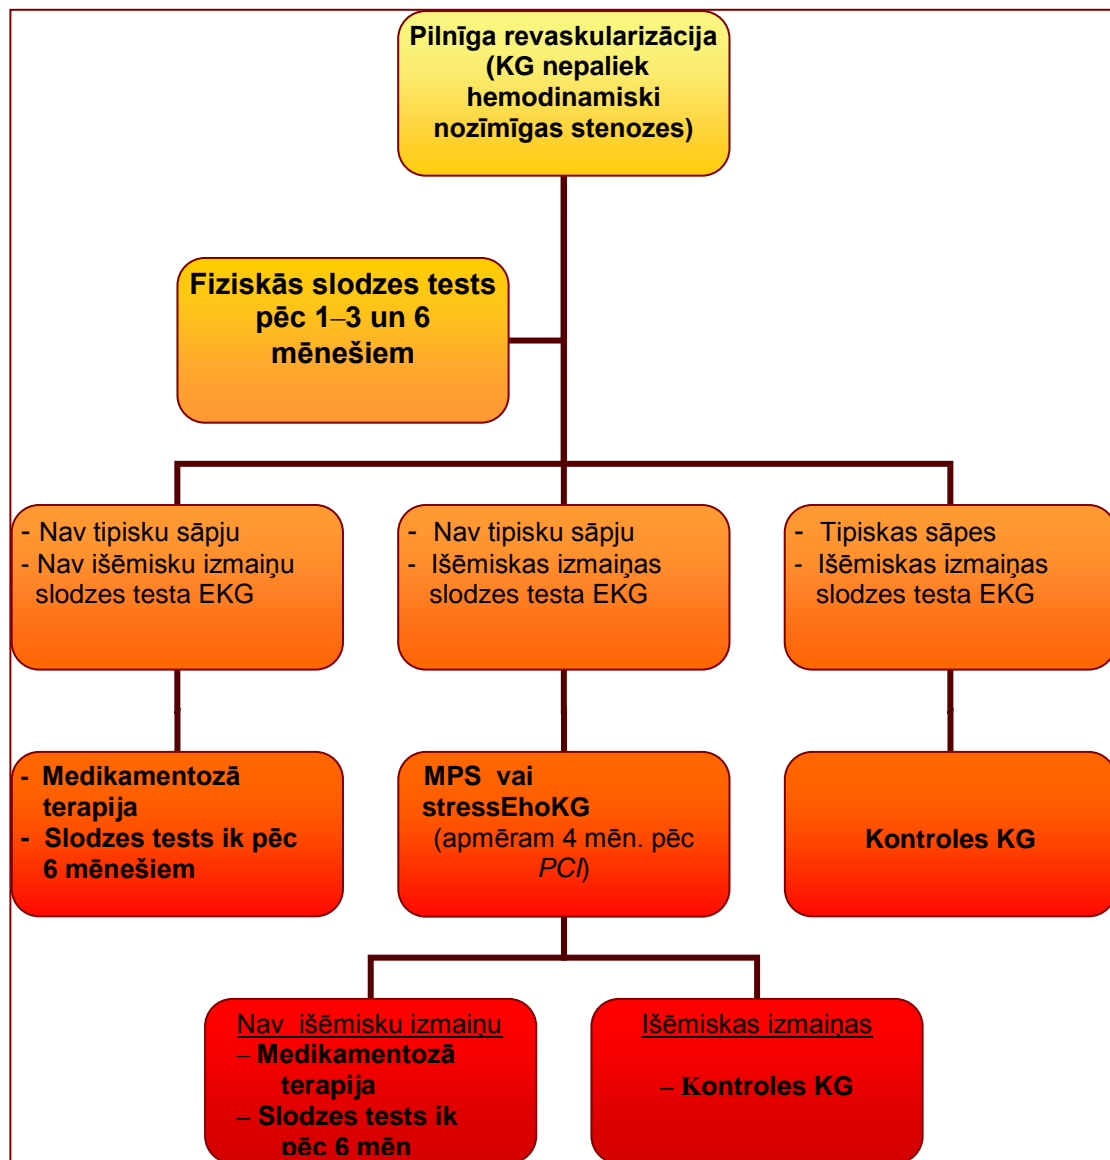 Pilnīga revaskularizācija
(KG nepaliek
hemodinamiski
nozīmīgas stenozes)
Fiziskās slodzes tests
pēc 1–3 un 6
mēnešiem
- Nav tipisku sāpju
- Nav išēmisku izmaiņu
slodzes testa EKG
- Nav tipisku sāpju
- Išēmiskas izmaiņas
slodzes testa EKG
- Tipiskas sāpes
- Išēmiskas izmaiņas
slodzes testa EKG
- Medikamentozā
terapija
- Slodzes tests ik pēc
6 mēnešiem
MPS vai
stressEhoKG
(apmēram 4 mēn. pēc
PCI)
Kontroles KG
Nav išēmisku izmaiņu
– Medikamentozā
terapija
– Slodzes tests ik
pēc 6 mēn
Išēmiskas izmaiņas
– Kontroles KG